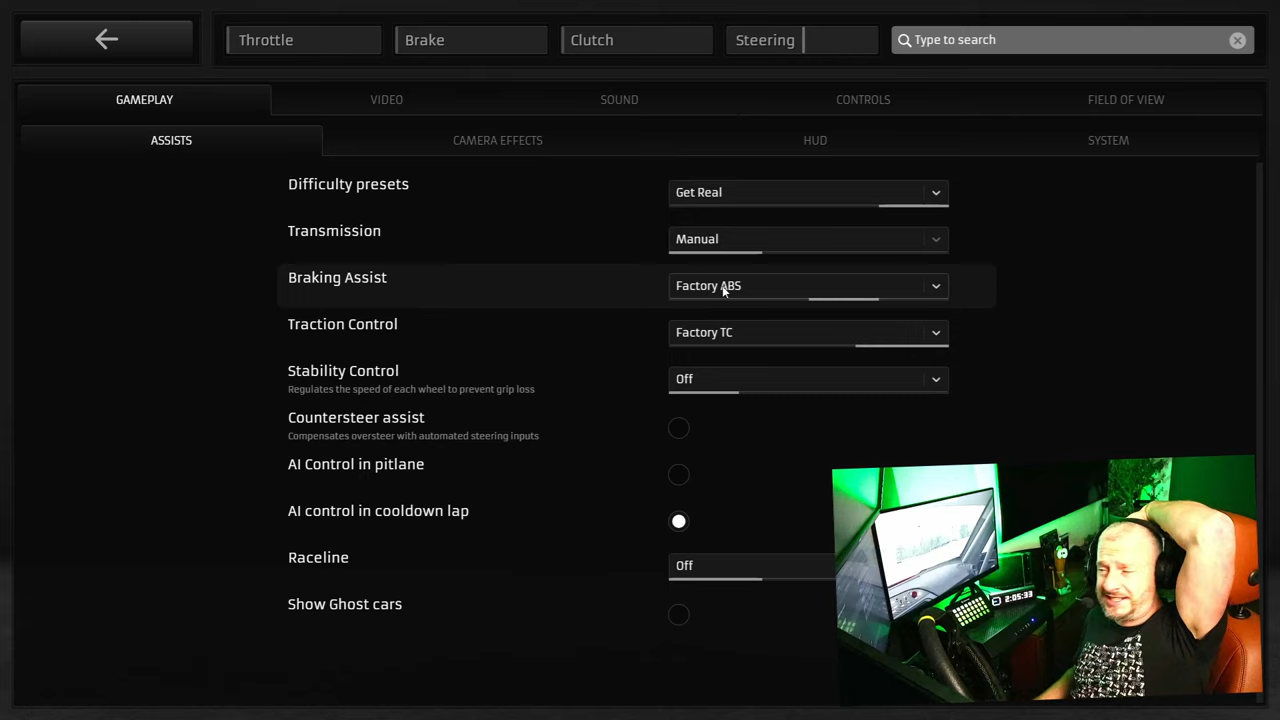 Throttle
Brake
Clutch
Steering
Type to search
GAMEPLAY
VIDEO
SOUND
CONTROLS
FIELD OF VIEW
ASSISTS
CAMERA EFFECTS
HUD
SYSTEM
Difficulty presets
Get Real
Transmission
Manual
Braking Assist
Factory ABS
Traction Control
Factory TC
Stability Control
Regulates the speed of each wheel to prevent grip loss
Off
Countersteer assist
Compensates oversteer with automated steering inputs
AI Control in pitlane
AI control in cooldown lap
Raceline
Off
Show Ghost cars
2:05:33